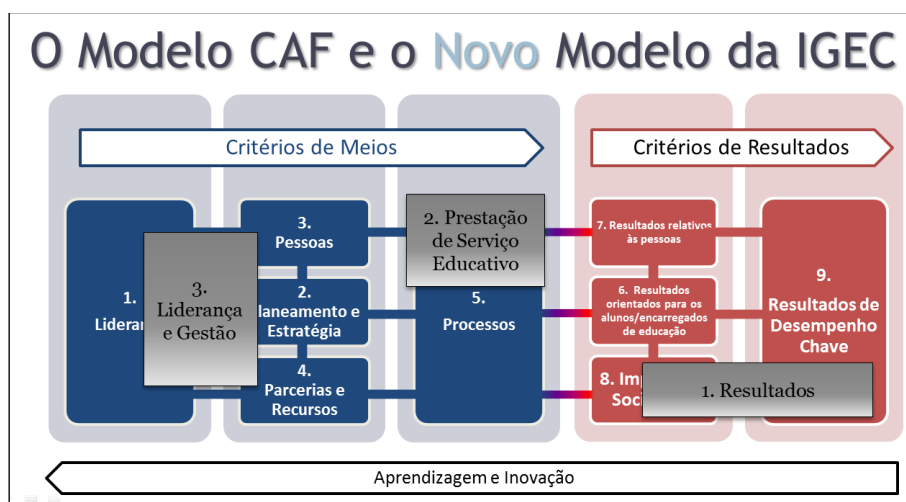 O Modelo CAF e o Novo Modelo da IGEC
Critérios de Meios
Critérios de Resultados
1.
Lideran
3.
Liderança
e Gestão
3.
Pessoas
2.
laneamento e
Estratégia
4.
Parcerias e
Recursos
2. Prestação
de Serviço
Educativo
5.
Processos
7. Resultados relativos
às pessoas
6. Resultados
orientados para os
alunos/encarregados
de educação
8. Imp
Soci
1. Resultados
9.
Resultados de
Desempenho
Chave
Aprendizagem e Inovação